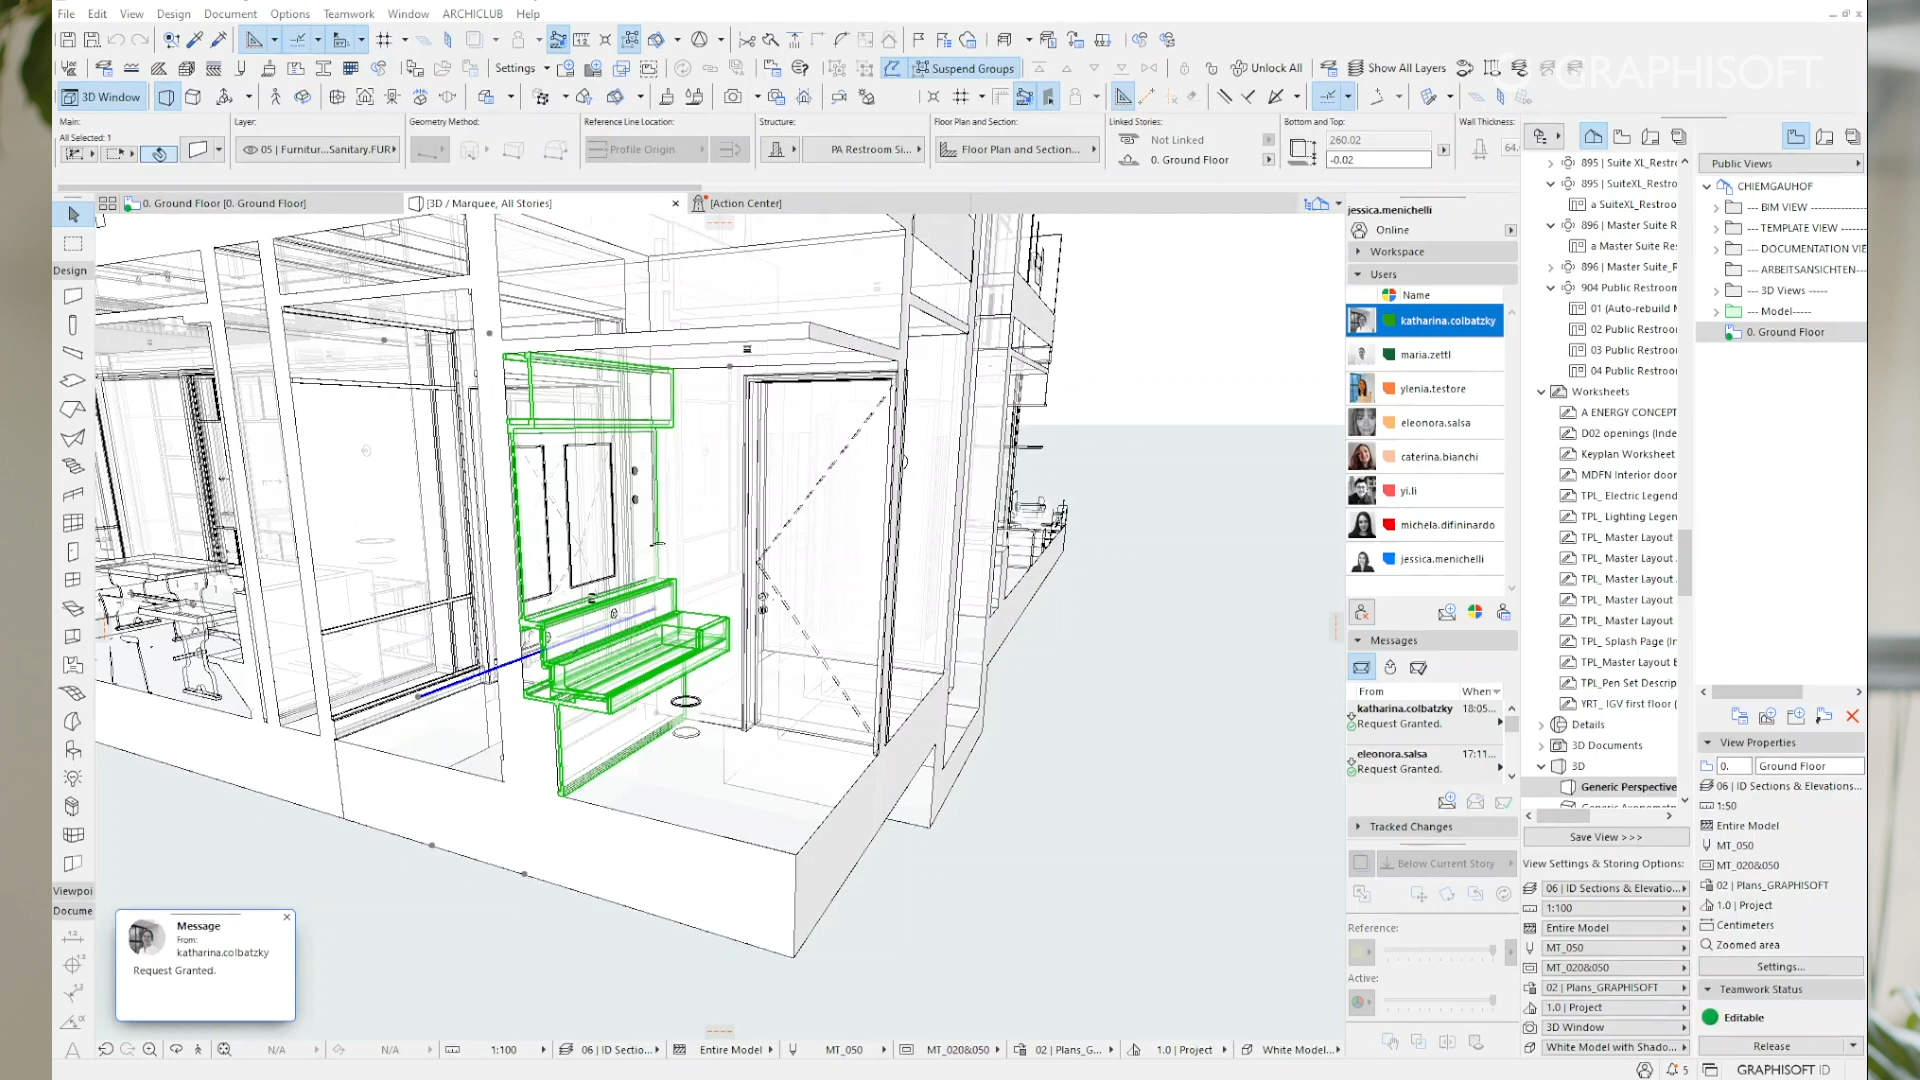 File Edit View Design Document Options Teamwork Window ARCHICLUB Help
GRAPHISOFT
Settings
Suspend Groups
Unlock All
Show All Layers
3D Window
Main:
All Selected: 1
Layer:
05 | Furnitur...Sanitary.FUR
Geometry Method:
Reference Line Location:
Profile Origin
Structure:
PA Restroom Si...
Floor Plan and Section:
Floor Plan and Section...
Linked Stories:
Not Linked
0. Ground Floor
Bottom and Top:
260.02
-0.02
Wall Thickness:
64.
0. Ground Floor [0. Ground Floor]
[3D / Marquee, All Stories]
[Action Center]
Design
Viewpoi
Docume
Message
From:
katharina.colbatzky
Request Granted.
jessica.menichelli
Online
Workspace
Users
Name
katharina.colbatzky
maria.zettl
ylenia.testore
eleonora.salsa
caterina.bianchi
yi.li
michela.difininardo
jessica.menichelli
Messages
From When
katharina.colbatzky 18:05...
Request Granted.
eleonora.salsa 17:11...
Request Granted.
Tracked Changes
Below Current Story
Reference:
Active:
895 | Suite XL_Restro
895 | SuiteXL_Restro
a SuiteXL_Restroo
896 | Master Suite R
a Master Suite Re
896 | Master Suite_F
904 Public Restroom
01 (Auto-rebuild M
02 Public Restroo
03 Public Restroo
04 Public Restroo
Worksheets
A ENERGY CONCEPT
D02 openings (Inde
Keyplan Worksheet
MDFN Interior door
TPL_ Electric Legend
TPL_ Lighting Legen
TPL_ Master Layout
TPL_ Master Layout
TPL_ Master Layout
TPL_ Master Layout
TPL_ Master Layout
TPL_ Splash Page (Ir
TPL_Master Layout E
TPL_Pen Set Descrip
YRT_ IGV first floor (
Details
3D Documents
3D
Generic Perspective
Save View >>>
View Settings & Storing Options:
06 | ID Sections & Elevatio...
1:100
Entire Model
MT_050
MT_020&050
02 | Plans_GRAPHISOFT
1.0 | Project
3D Window
White Model with Shado...
Public Views
CHIEMGAUHOF
--- BIM VIEW
--- TEMPLATE VIEW
--- DOCUMENTATION VIE
--- ARBEITSANSICHTEN
--- 3D Views -----
--- Model-----
0. Ground Floor
View Properties
0. Ground Floor
06 | ID Sections & Elevations...
1:50
Entire Model
MT_050
MT_020&050
02 | Plans_GRAPHISOFT
1.0 | Project
Centimeters
Zoomed area
Settings...
Teamwork Status
Editable
Release
N/A N/A 1:100 06 | ID Sectio... Entire Model MT_050 MT_020&050 02 | Plans_G... 1.0 | Project White Model...
5 GRAPHISOFT ID